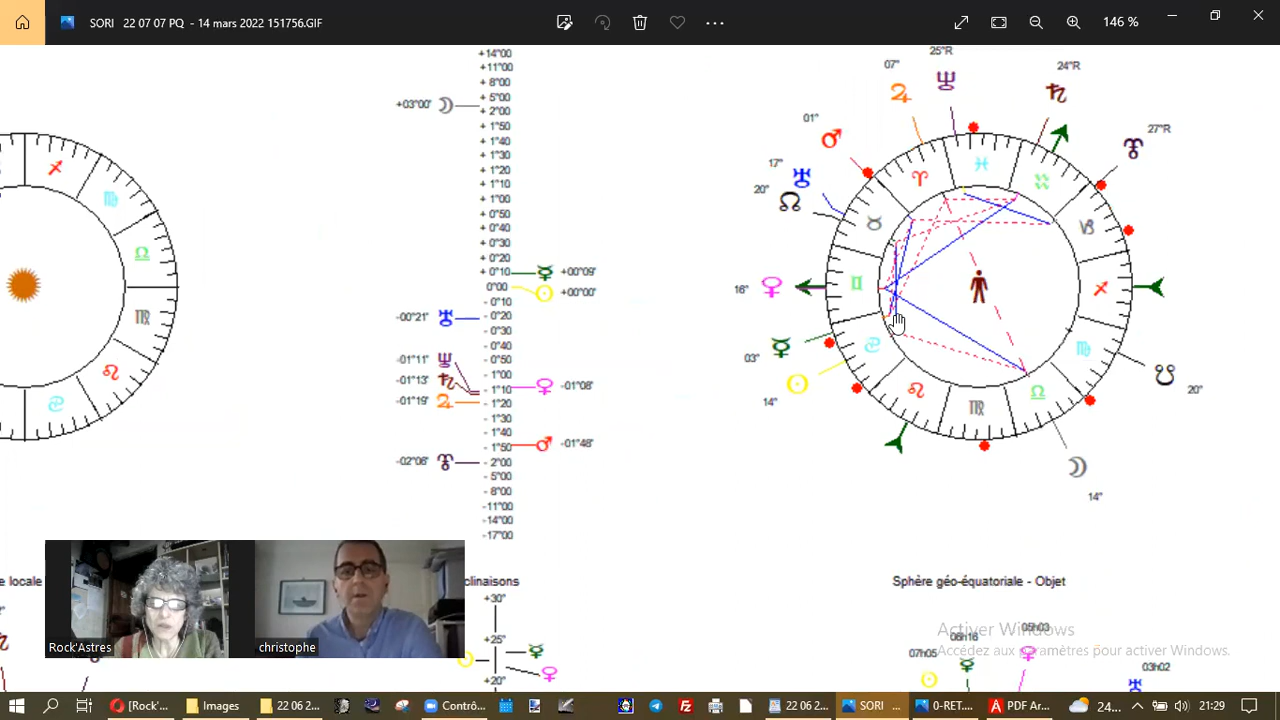 SORI 22 07 07 PQ - 14 mars 2022 151756.GIF
146 %
+14°00
+11°00
+ 8°00
+ 5°00
+ 2°00
+ 1°50
+ 1°40
+ 1°30
+ 1°20
+ 1°10
+ 1°00
+ 0°50
+ 0°40
+ 0°30
+ 0°20
+ 0°10
0°00
- 0°10
- 0°20
- 0°30
- 0°40
- 0°50
- 1°00
- 1°10
- 1°20
- 1°30
- 1°40
- 1°50
- 2°00
- 5°00
- 8°00
-11°00
-14°00
-17°00
+03°00'
-00°21'
-01°11'
-01°13'
-01°19'
-02°06'
+00°09'
+00°00'
-01°08'
-01°48'
25°R
07°
24°R
01°
27°R
17°
20°
16°
03°
14°
20°
14°
e locale
clinaisons
+30°
+25°
+20°
Sphère géo-équatoriale - Objet
07h05
06h16
05h03
03h02
Activer Windows
Accédez aux paramètres pour activer Windows.
Rock'Astres
christophe
[Rock'...
Images
22 06 2...
Contrô...
22 06 2...
SORI ...
0-RET...
PDF Ar...
24...
21:29